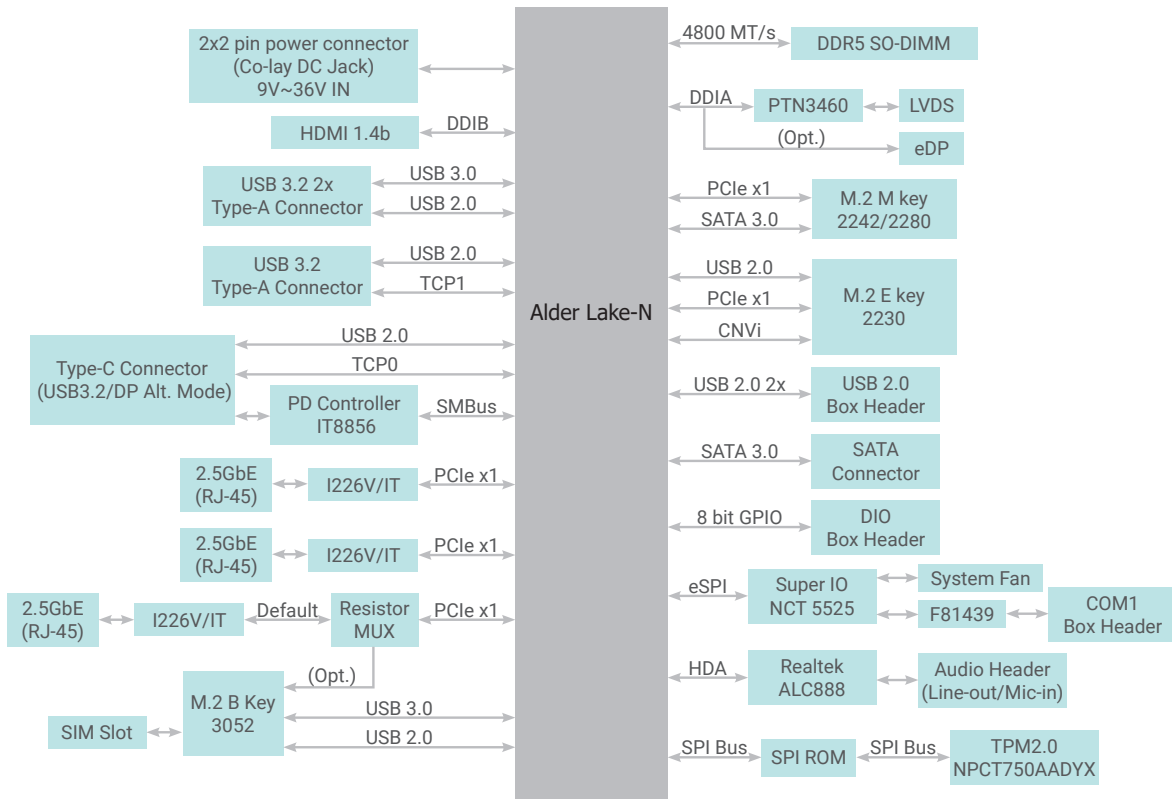 2x2 pin power connector
(Co-lay DC Jack)
9V~36V IN
HDMI 1.4b
DDIB
USB 3.2 2x
Type-A Connector
USB 3.0
USB 2.0
USB 3.2
Type-A Connector
USB 2.0
TCP1
Type-C Connector
(USB3.2/DP Alt. Mode)
USB 2.0
TCP0
PD Controller
IT8856
SMBus
2.5GbE
(RJ-45)
I226V/IT
PCIe x1
2.5GbE
(RJ-45)
I226V/IT
PCIe x1
2.5GbE
(RJ-45)
I226V/IT
Default
Resistor
MUX
PCIe x1
(Opt.)
SIM Slot
M.2 B Key
3052
USB 3.0
USB 2.0
Alder Lake-N
4800 MT/s
DDR5 SO-DIMM
DDIA
PTN3460
LVDS
(Opt.)
eDP
PCIe x1
SATA 3.0
M.2 M key
2242/2280
USB 2.0
PCIe x1
CNVi
M.2 E key
2230
USB 2.0 2x
USB 2.0
Box Header
SATA 3.0
SATA
Connector
8 bit GPIO
DIO
Box Header
eSPI
Super IO
NCT 5525
System Fan
F81439
COM1
Box Header
HDA
Realtek
ALC888
Audio Header
(Line-out/Mic-in)
SPI Bus
SPI ROM
SPI Bus
TPM2.0
NPCT750AADYX